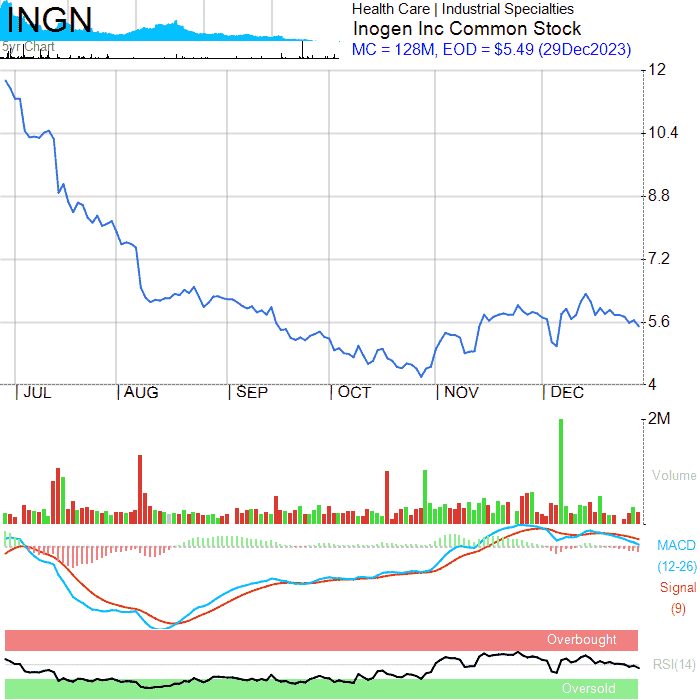 INGN
5yr Chart
Health Care | Industrial Specialties
Inogen Inc Common Stock
MC = 128M, EOD = $5.49 (29Dec2023)
12
10.4
8.8
7.2
5.6
4
JUL AUG SEP OCT NOV DEC
2M
Volume
MACD
(12-26)
Signal
(9)
Overbought
RSI(14)
Oversold